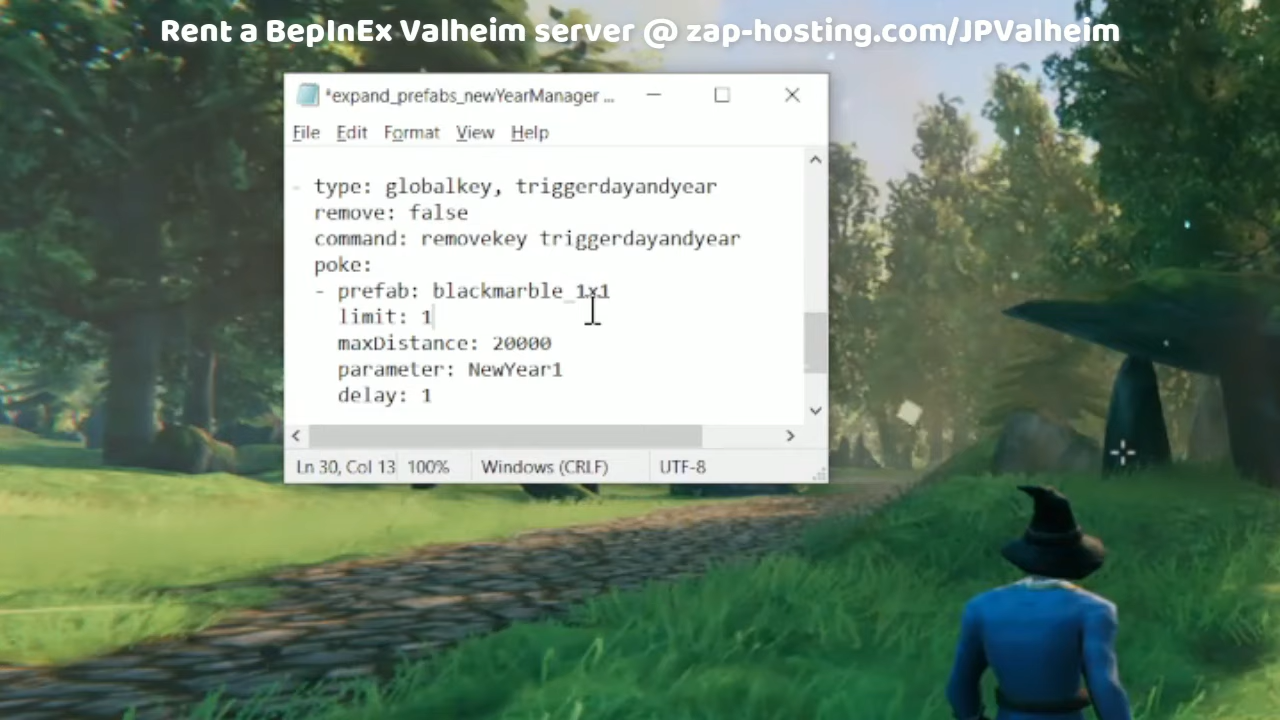 Rent a BepInEx Valheim server @ zap-hosting.com/JPValheim
*expand_prefabs_newYearManager ...
File Edit Format View Help
- type: globalkey, triggerdayandyear
remove: false
command: removekey triggerdayandyear
poke:
- prefab: blackmarble_1x1
limit: 1
maxDistance: 20000
parameter: NewYear1
delay: 1
Ln 30, Col 13 100% Windows (CRLF) UTF-8